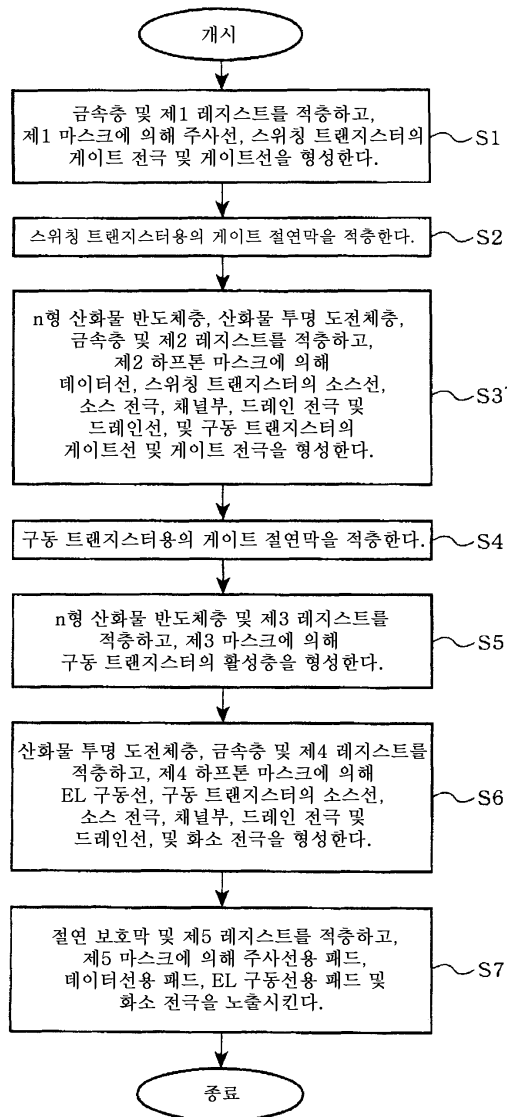 개시
금속층 및 제1 레지스트를 적층하고,
제1 마스크에 의해 주사선, 스위칭 트랜지스터의
게이트 전극 및 게이트선을 형성한다.
S1
스위칭 트랜지스터용의 게이트 절연막을 적층한다.
S2
n형 산화물 반도체층, 산화물 투명 도전체층,
금속층 및 제2 레지스트를 적층하고,
제2 하프톤 마스크에 의해
데이터선, 스위칭 트랜지스터의 소스선,
소스 전극, 채널부, 드레인 전극 및
드레인선, 및 구동 트랜지스터의
게이트선 및 게이트 전극을 형성한다.
S3'
구동 트랜지스터용의 게이트 절연막을 적층한다.
S4
n형 산화물 반도체층 및 제3 레지스트를
적층하고, 제3 마스크에 의해
구동 트랜지스터의 활성층을 형성한다.
S5
산화물 투명 도전체층, 금속층 및 제4 레지스트를
적층하고, 제4 하프톤 마스크에 의해
EL 구동선, 구동 트랜지스터의 소스선,
소스 전극, 채널부, 드레인 전극 및
드레인선, 및 화소 전극을 형성한다.
S6
절연 보호막 및 제5 레지스트를 적층하고,
제5 마스크에 의해 주사선용 패드,
데이터선용 패드, EL 구동선용 패드 및
화소 전극을 노출시킨다.
S7
종료